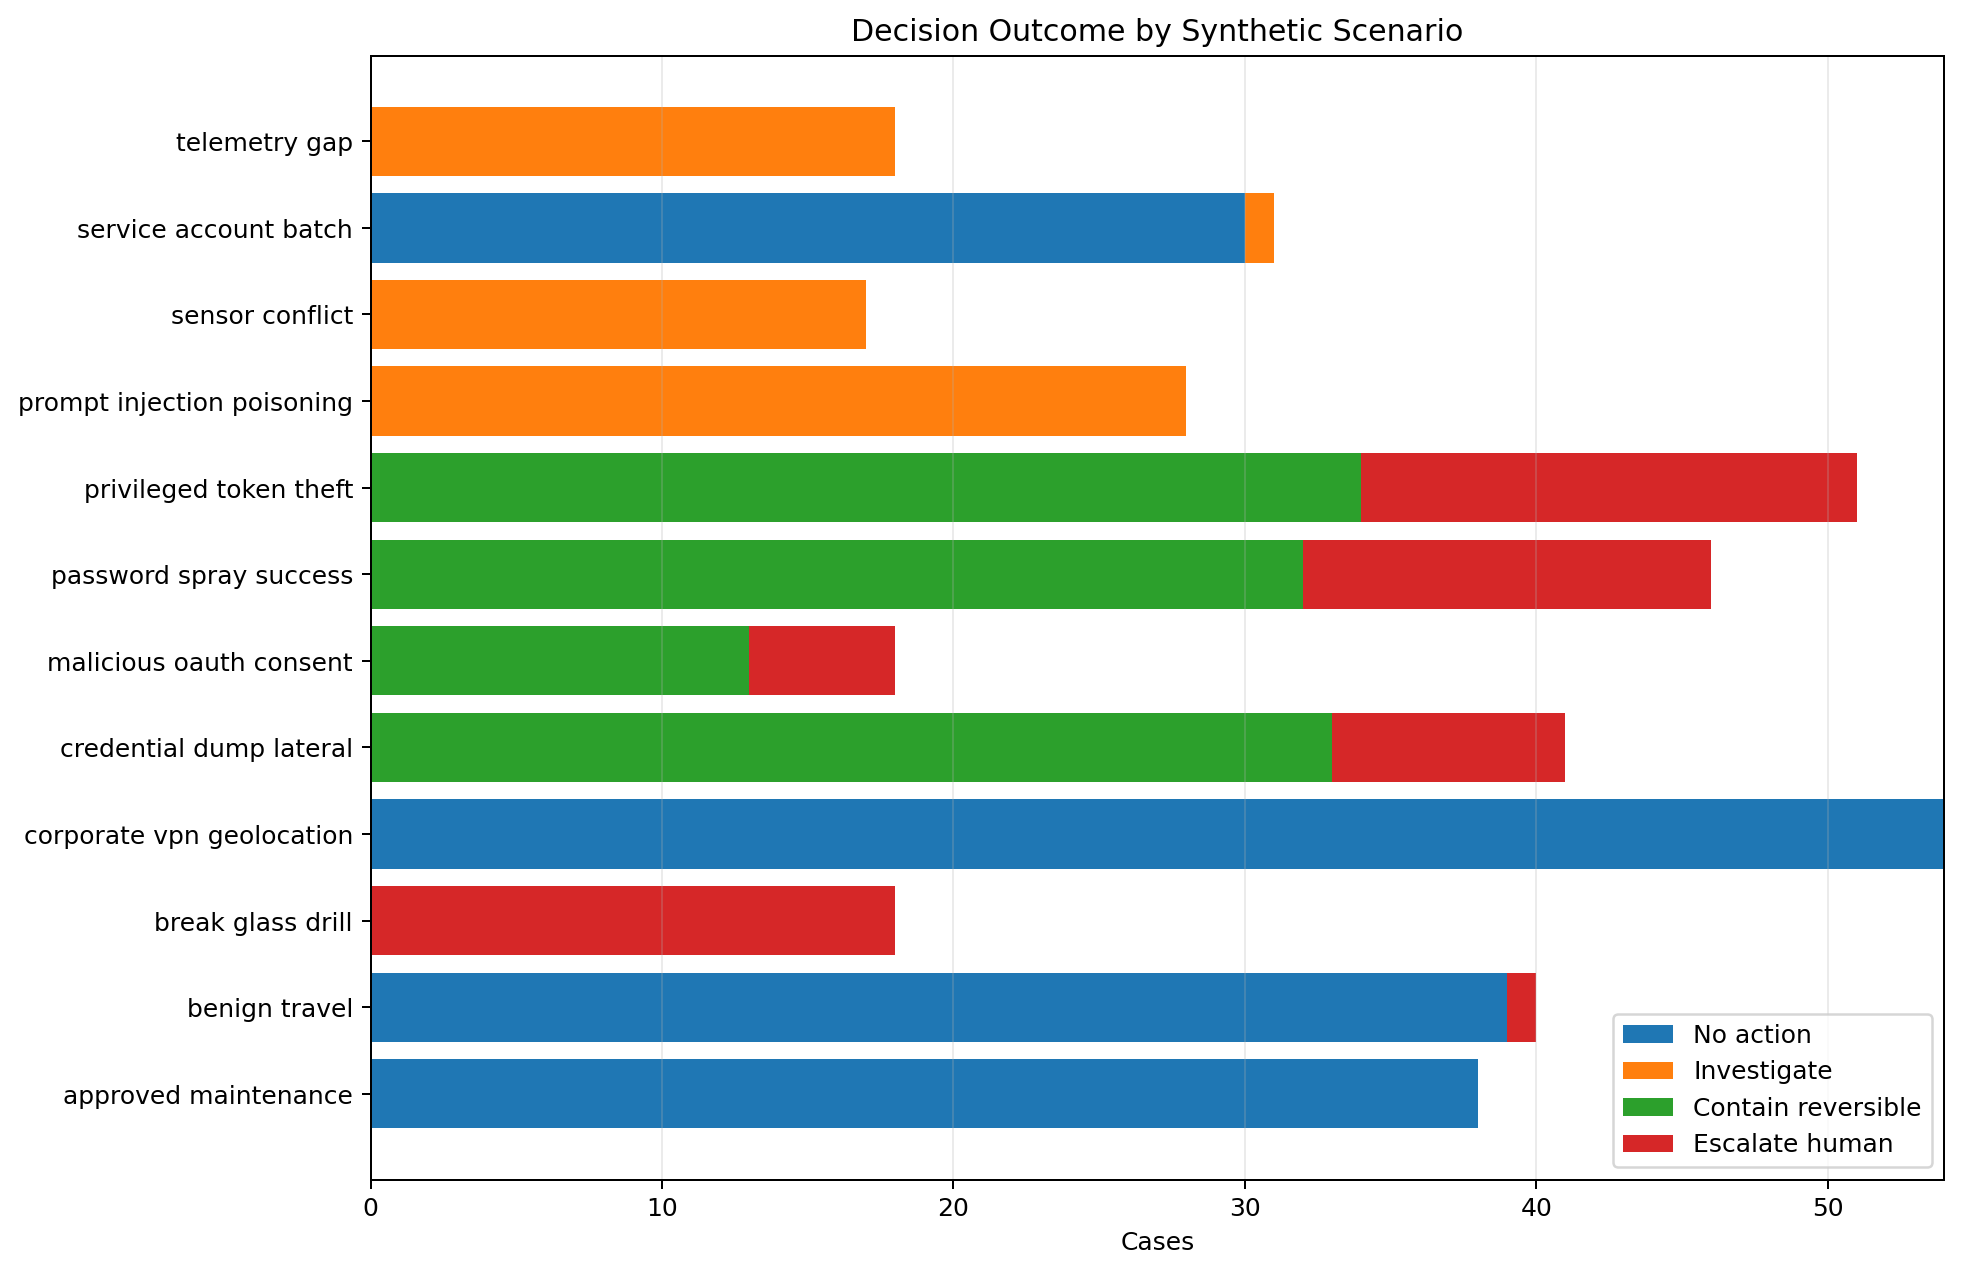 Decision Outcome by Synthetic Scenario
telemetry gap
service account batch
sensor conflict
prompt injection poisoning
privileged token theft
password spray success
malicious oauth consent
credential dump lateral
corporate vpn geolocation
break glass drill
benign travel
approved maintenance
No action
Investigate
Contain reversible
Escalate human
0 10 20 30 40 50
Cases